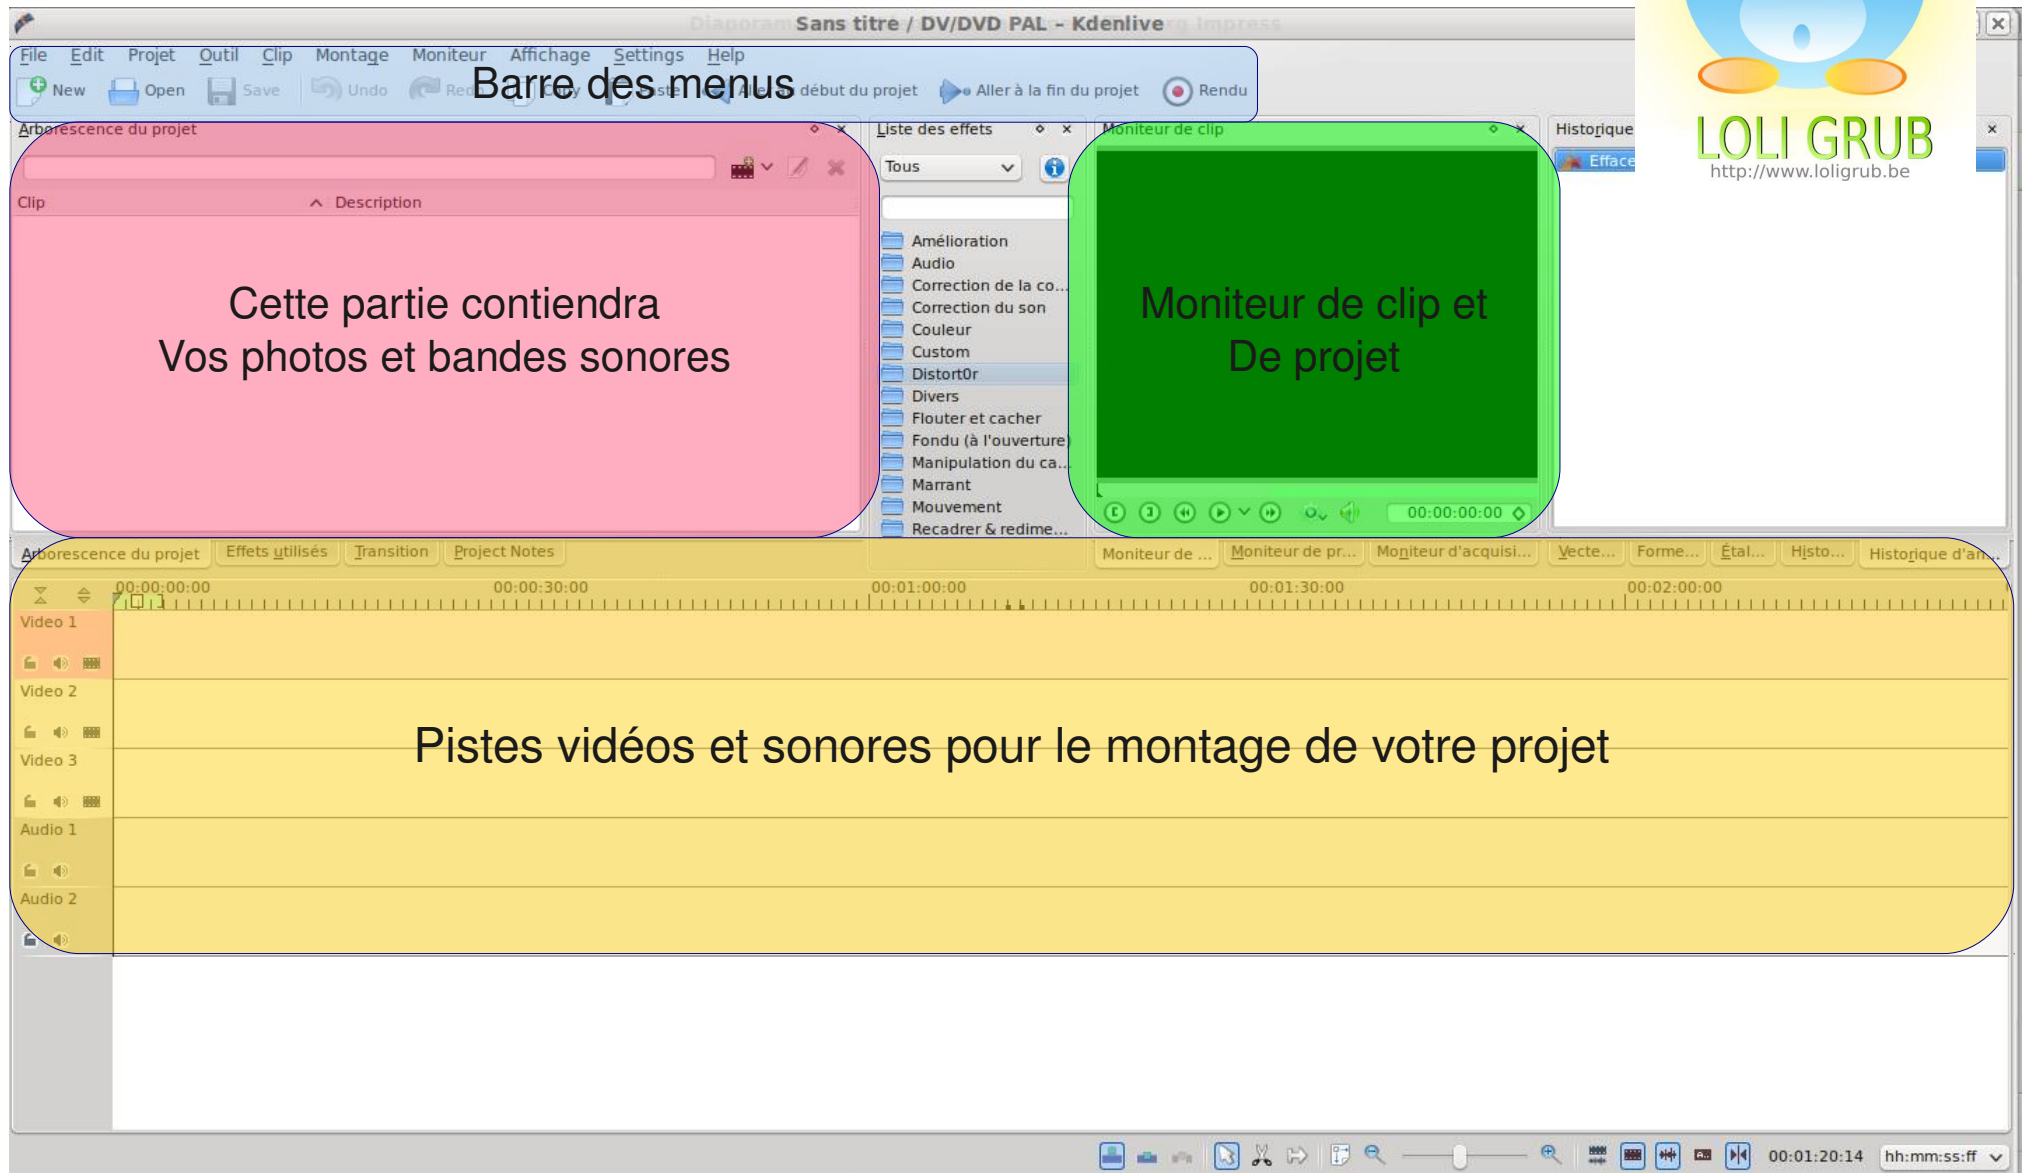 Sans titre / DV/DVD PAL – Kdenlive
File Edit Projet Outil Clip Montage Moniteur Affichage Settings Help
Barre des menus
New Open Save Undo début du projet Aller à la fin du projet Rendu
LOLI GRUB
http://www.loligrub.be
Arborescence du projet
Liste des effets
Moniteur de clip
Historique
Tous
Efface
Clip Description
Amélioration
Audio
Correction de la co...
Correction du son
Couleur
Custom
Distort0r
Divers
Flouter et cacher
Fondu (à l'ouverture)
Manipulation du ca...
Marrant
Mouvement
Recadrer & redime...
Cette partie contiendra
Vos photos et bandes sonores
Moniteur de clip et
De projet
00:00:00:00
Arborescence du projet Effets utilisés Transition Project Notes
Moniteur de ... Moniteur de pr... Moniteur d'acquisi...
Vecte... Forme... Étal... Histo... Historique d'an...
00:00:00:00 00:00:30:00 00:01:00:00 00:01:30:00 00:02:00:00
Video 1
Video 2
Pistes vidéos et sonores pour le montage de votre projet
Video 3
Audio 1
Audio 2
00:01:20:14 hh:mm:ss:ff